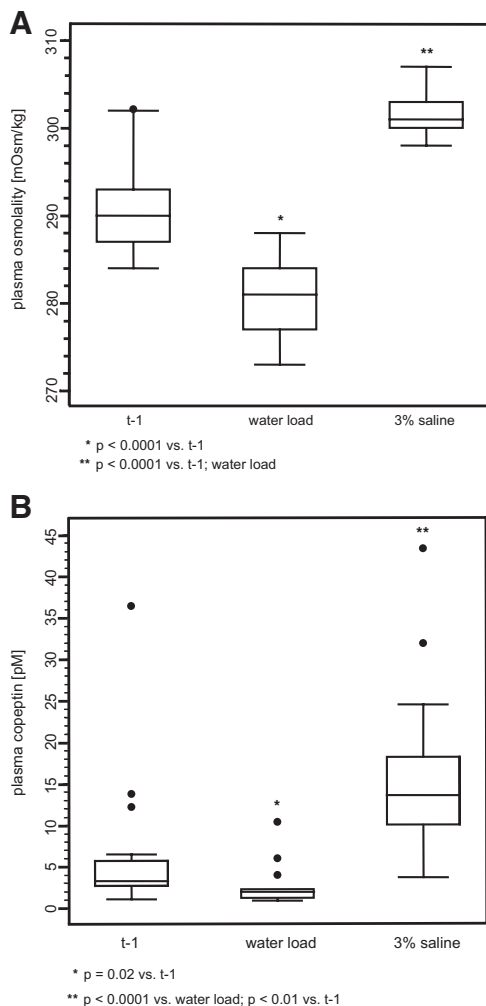 A
plasma osmolality [mOsm/kg]
310
300
290
280
270
**
*
t-1 water load 3% saline
* p < 0.0001 vs. t-1
** p < 0.0001 vs. t-1; water load
B
plasma copeptin [pM]
45
40
35
30
25
20
15
10
5
0
**
*
t-1 water load 3% saline
* p = 0.02 vs. t-1
** p < 0.0001 vs. water load; p < 0.01 vs. t-1